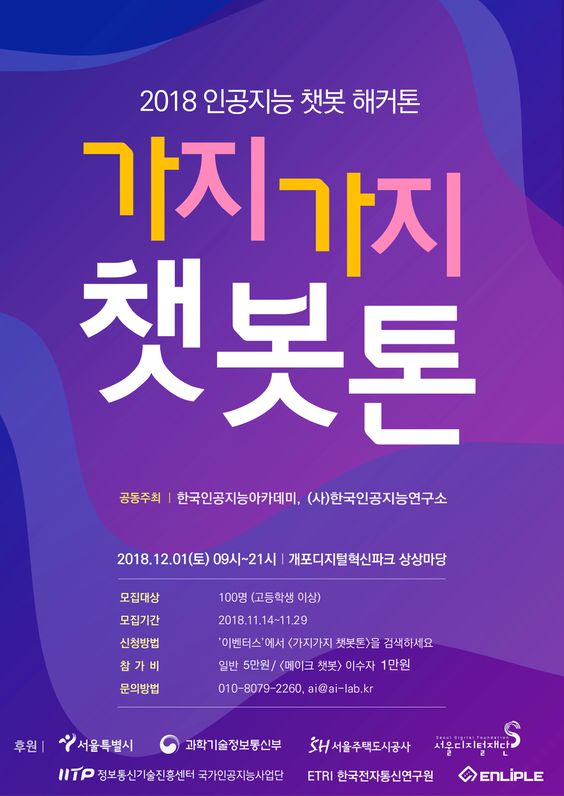 2018 인공지능 챗봇 해커톤
가지가지
챗봇톤
공동주최 | 한국인공지능아카데미, (사)한국인공지능연구소
2018.12.01(토) 09시~21시 | 개포디지털혁신파크 상상마당
모집대상 100명 (고등학생 이상)
모집기간 2018.11.14~11.29
신청방법 '이벤터스'에서 <가지가지 챗봇톤>을 검색하세요
참 가 비 일반 5만원 / <메이크 챗봇> 이수자 1만원
문의방법 010-8079-2260, ai@ai-lab.kr
후원 | 서울특별시 과학기술정보통신부 SH 서울주택도시공사 Seoul Digital Foundation 서울디지털재단
IITP 정보통신기술진흥센터 국가인공지능사업단 ETRI 한국전자통신연구원 ENLIPLE